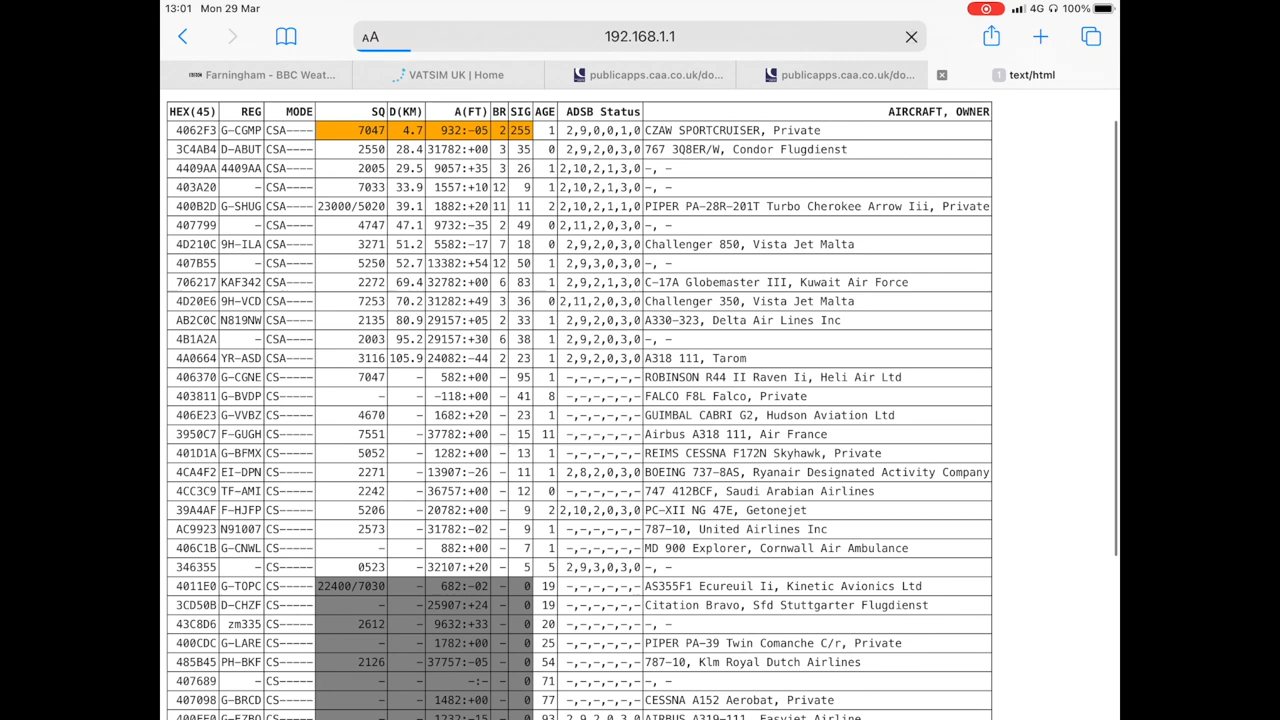 13:01 Mon 29 Mar 4G 100%
AA 192.168.1.1
BBC Farningham - BBC Weat... VATSIM UK | Home publicapps.caa.co.uk/do... publicapps.caa.co.uk/do... 1 text/html
HEX(45) REG MODE SQ D(KM) A(FT) BR SIG AGE ADSB Status AIRCRAFT, OWNER
4062F3 G-CGMP CSA---- 7047 4.7 932:-05 2 255 1 2,9,0,0,1,0 CZAW SPORTCRUISER, Private
3C4AB4 D-ABUT CSA---- 2550 28.4 31782:+00 3 35 0 2,9,2,0,3,0 767 3Q8ER/W, Condor Flugdienst
4409AA 4409AA CSA---- 2005 29.5 9057:+35 3 26 1 2,10,2,1,3,0 -, -
403A20 - CSA---- 7033 33.9 1557:+10 12 9 1 2,10,2,1,3,0 -, -
400B2D G-SHUG CSA---- 23000/5020 39.1 1882:+20 11 11 2 2,10,2,1,1,0 PIPER PA-28R-201T Turbo Cherokee Arrow Iii, Private
407799 - CSA---- 4747 47.1 9732:-35 2 49 0 2,11,2,0,3,0 -, -
4D210C 9H-ILA CSA---- 3271 51.2 5582:-17 7 18 0 2,9,2,0,3,0 Challenger 850, Vista Jet Malta
407B55 - CSA---- 5250 52.7 13382:+54 12 50 1 2,9,3,0,3,0 -, -
706217 KAF342 CSA---- 2272 69.4 32782:+00 6 83 1 2,9,2,1,3,0 C-17A Globemaster III, Kuwait Air Force
4D20E6 9H-VCD CSA---- 7253 70.2 31282:+49 3 36 0 2,11,2,0,3,0 Challenger 350, Vista Jet Malta
AB2C0C N819NW CSA---- 2135 80.9 29157:+05 2 33 1 2,9,2,0,3,0 A330-323, Delta Air Lines Inc
4B1A2A - CSA---- 2003 95.2 29157:+30 6 38 1 2,9,2,0,3,0 -, -
4A0664 YR-ASD CSA---- 3116 105.9 24082:-44 2 23 1 2,9,2,0,3,0 A318 111, Tarom
406370 G-CGNE CS----- 7047 - 582:+00 - 95 1 -,-,-,-,-,- ROBINSON R44 II Raven Ii, Heli Air Ltd
403811 G-BVDP CS----- - - -118:+00 - 41 8 -,-,-,-,-,- FALCO F8L Falco, Private
406E23 G-VVBZ CS----- 4670 - 1682:+20 - 23 1 -,-,-,-,-,- GUIMBAL CABRI G2, Hudson Aviation Ltd
3950C7 F-GUGH CS----- 7551 - 37782:+00 - 15 11 -,-,-,-,-,- Airbus A318 111, Air France
401D1A G-BFMX CS----- 5052 - 1282:+00 - 13 1 -,-,-,-,-,- REIMS CESSNA F172N Skyhawk, Private
4CA4F2 EI-DPN CS----- 2271 - 13907:-26 - 11 1 2,8,2,0,3,0 BOEING 737-8AS, Ryanair Designated Activity Company
4CC3C9 TF-AMI CS----- 2242 - 36757:+00 - 12 0 -,-,-,-,-,- 747 412BCF, Saudi Arabian Airlines
39A4AF F-HJFP CS----- 5206 - 20782:+00 - 9 2 2,10,2,0,3,0 PC-XII NG 47E, Getonejet
AC9923 N91007 CS----- 2573 - 31782:-02 - 9 1 -,-,-,-,-,- 787-10, United Airlines Inc
406C1B G-CNWL CS----- - - 882:+00 - 7 1 -,-,-,-,-,- MD 900 Explorer, Cornwall Air Ambulance
346355 - CS----- 0523 - 32107:+20 - 5 5 2,9,3,0,3,0 -, -
4011E0 G-TOPC CS----- 22400/7030 - 682:-02 - 0 19 -,-,-,-,-,- AS355F1 Ecureuil Ii, Kinetic Avionics Ltd
3CD50B D-CHZF CS----- - - 25907:+24 - 0 19 -,-,-,-,-,- Citation Bravo, Sfd Stuttgarter Flugdienst
43C8D6 zm335 CS----- 2612 - 9632:+33 - 0 20 -,-,-,-,-,- -, -
400CDC G-LARE CS----- - - 1782:+00 - 0 25 -,-,-,-,-,- PIPER PA-39 Twin Comanche C/r, Private
485B45 PH-BKF CS----- 2126 - 37757:-05 - 0 54 -,-,-,-,-,- 787-10, Klm Royal Dutch Airlines
407689 - CS----- - - -:- - 0 71 -,-,-,-,-,- -, -
407098 G-BRCD CS----- - - 1482:+00 - 0 77 -,-,-,-,-,- CESSNA A152 Aerobat, Private